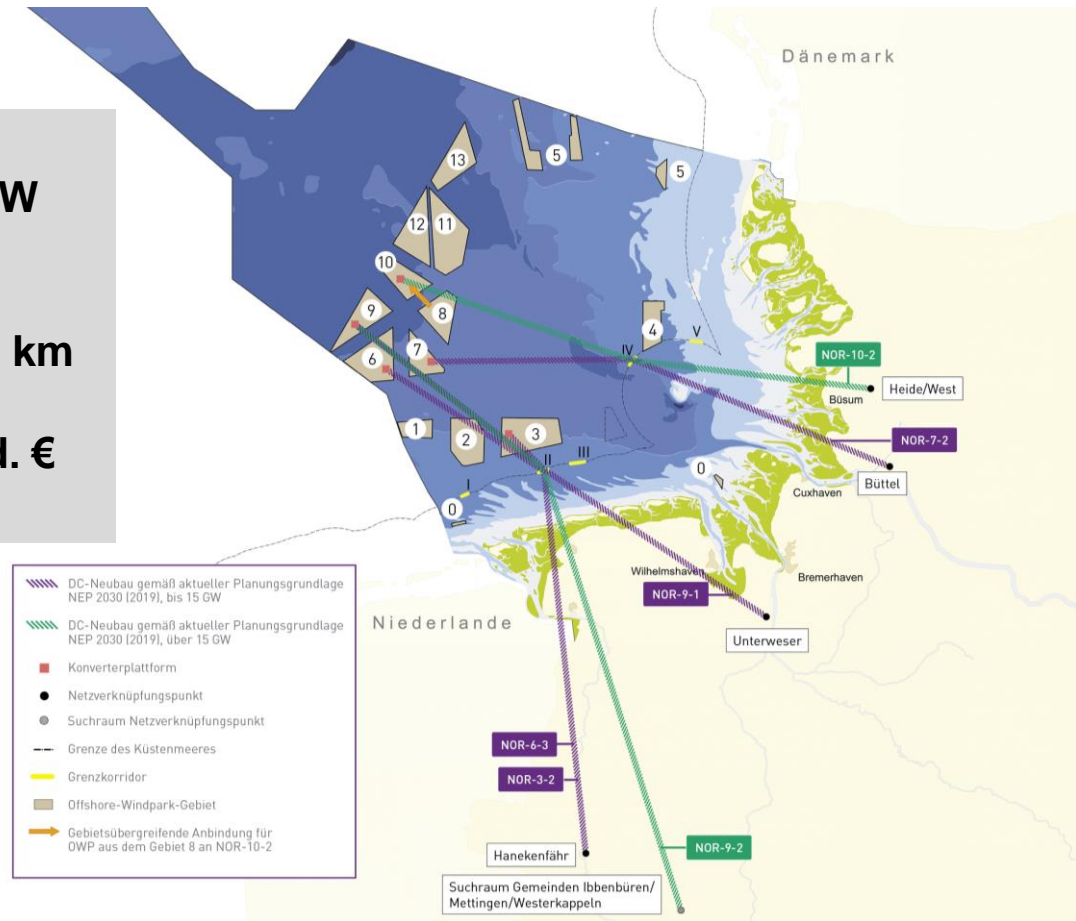 Dänemark
W
km
d. €
13
5
5
12
11
10
9
8
4
V
6
7
IV
NOR-10-2
Heide/West
Büsum
1
2
3
NOR-7-2
II
III
0
Büttel
I
Cuxhaven
0
Wilhelmshaven
Bremerhaven
NOR-9-1
Niederlande
Unterweser
DC-Neubau gemäß aktueller Planungsgrundlage
NEP 2030 (2019), bis 15 GW
DC-Neubau gemäß aktueller Planungsgrundlage
NEP 2030 (2019), über 15 GW
Konverterplattform
Netzverknüpfungspunkt
Suchraum Netzverknüpfungspunkt
Grenze des Küstenmeeres
Grenzkorridor
Offshore-Windpark-Gebiet
Gebietsübergreifende Anbindung für
OWP aus dem Gebiet 8 an NOR-10-2
NOR-6-3
NOR-3-2
NOR-9-2
Hanekenfähr
Suchraum Gemeinden Ibbenbüren/
Mettingen/Westerkappeln